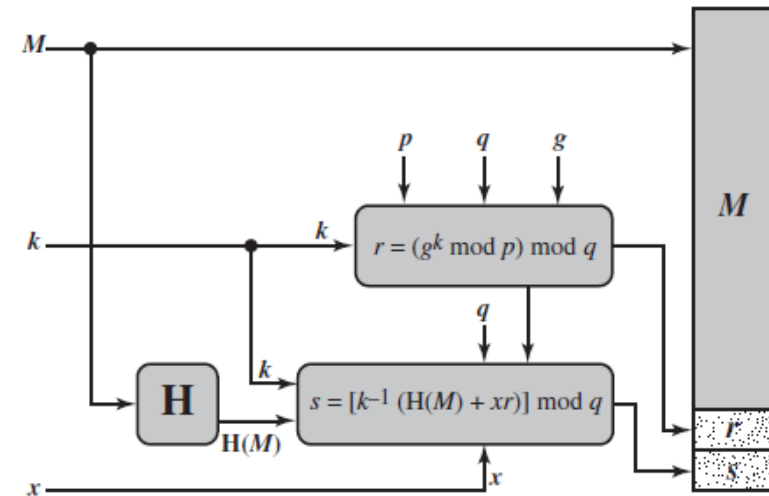 M
p q g
M
k
k
r = (g^k mod p) mod q
q
k
H
s = [k^–1 (H(M) + xr)] mod q
r
H(M)
s
x
x